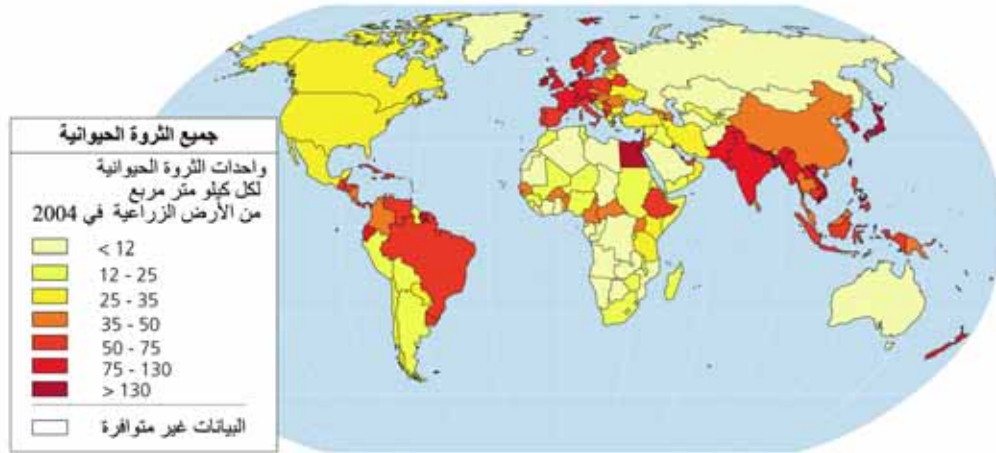 جميع الثروة الحيوانية
واحدات الثروة الحيوانية
لكل كيلو متر مربع
من الأرض الزراعية في 2004
< 12
12 - 25
25 - 35
35 - 50
50 - 75
75 - 130
> 130
البيانات غير متوافرة